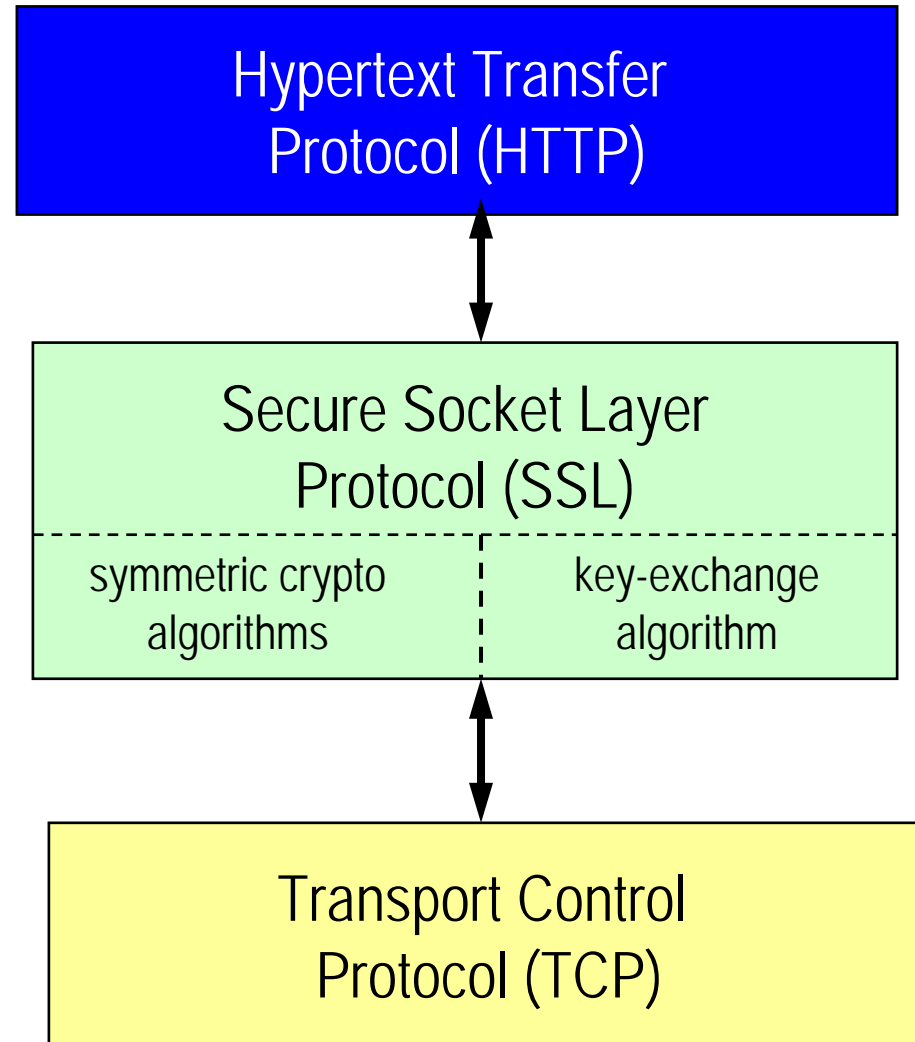 Hypertext Transfer
Protocol (HTTP)
Secure Socket Layer
Protocol (SSL)
symmetric crypto
algorithms
key-exchange
algorithm
Transport Control
Protocol (TCP)